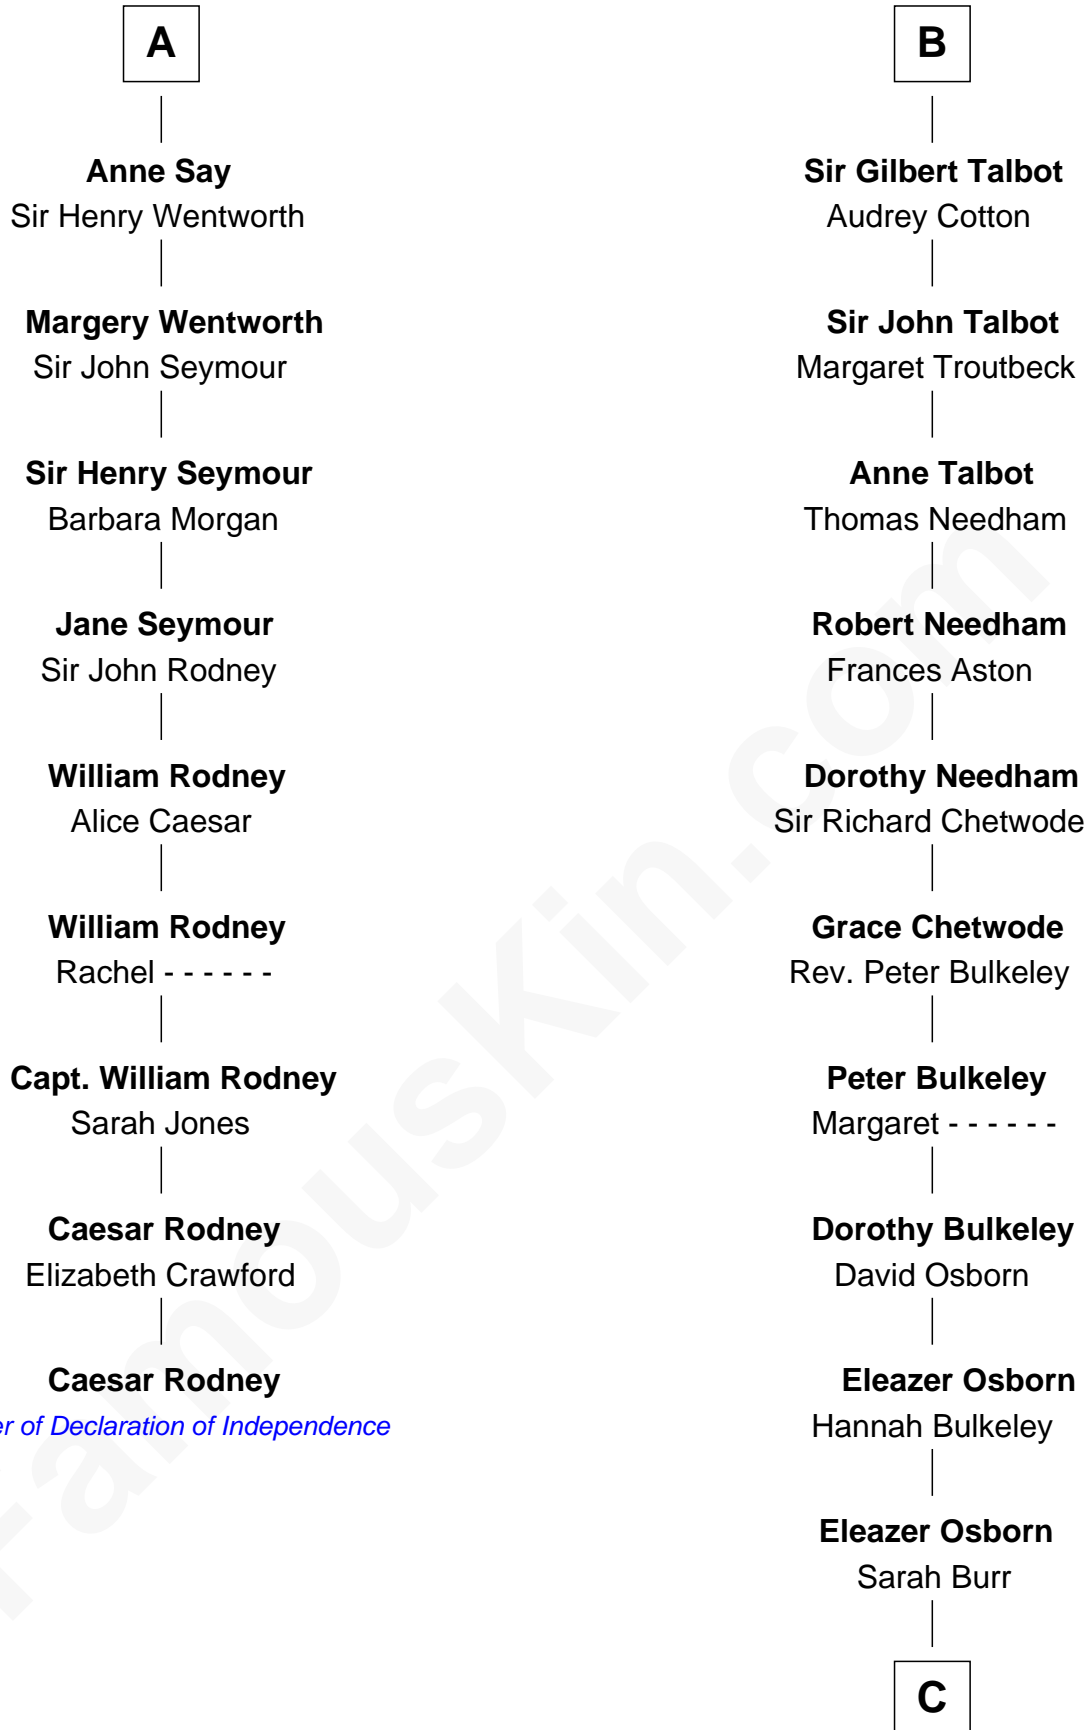 A
Anne Say
Sir Henry Wentworth
Margery Wentworth
Sir John Seymour
Sir Henry Seymour
Barbara Morgan
Jane Seymour
Sir John Rodney
William Rodney
Alice Caesar
William Rodney
Rachel - - - - - -
Capt. William Rodney
Sarah Jones
Caesar Rodney
Elizabeth Crawford
Caesar Rodney
er of Declaration of Independence
B
Sir Gilbert Talbot
Audrey Cotton
Sir John Talbot
Margaret Troutbeck
Anne Talbot
Thomas Needham
Robert Needham
Frances Aston
Dorothy Needham
Sir Richard Chetwode
Grace Chetwode
Rev. Peter Bulkeley
Peter Bulkeley
Margaret - - - - - -
Dorothy Bulkeley
David Osborn
Eleazer Osborn
Hannah Bulkeley
Eleazer Osborn
Sarah Burr
C
FamousKin.com